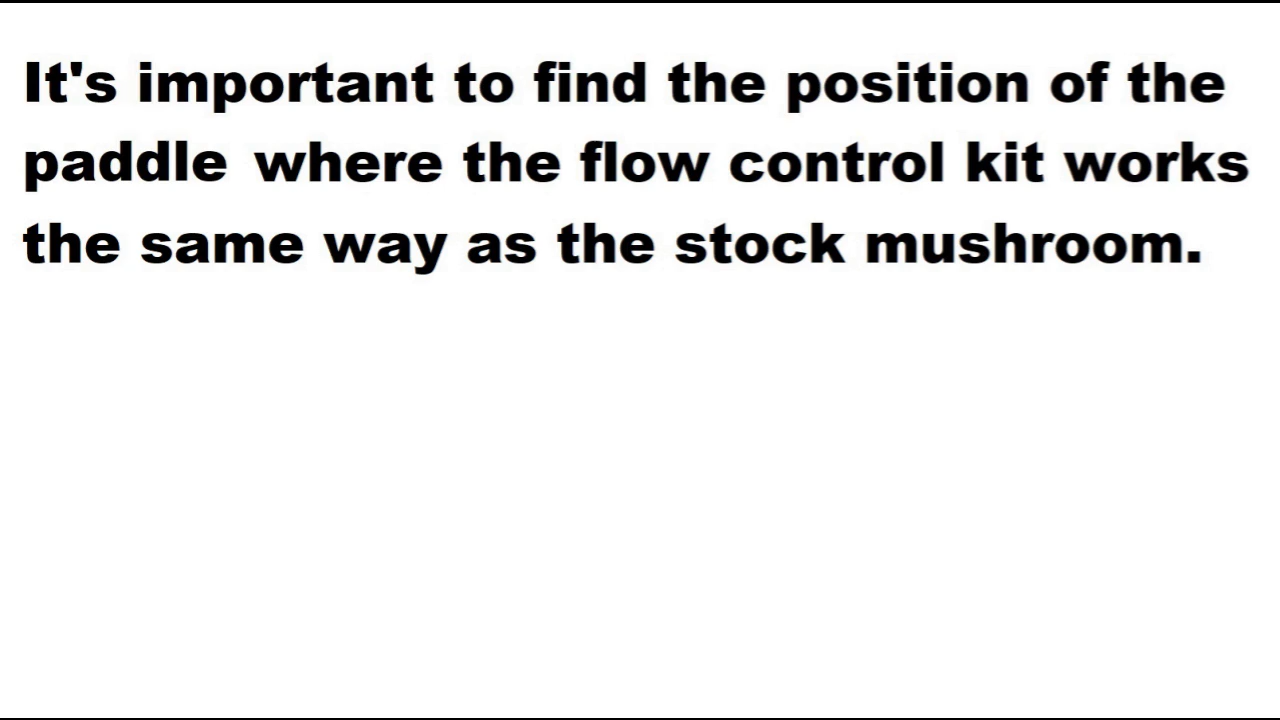 It's important to find the position of the
paddle where the flow control kit works
the same way as the stock mushroom.